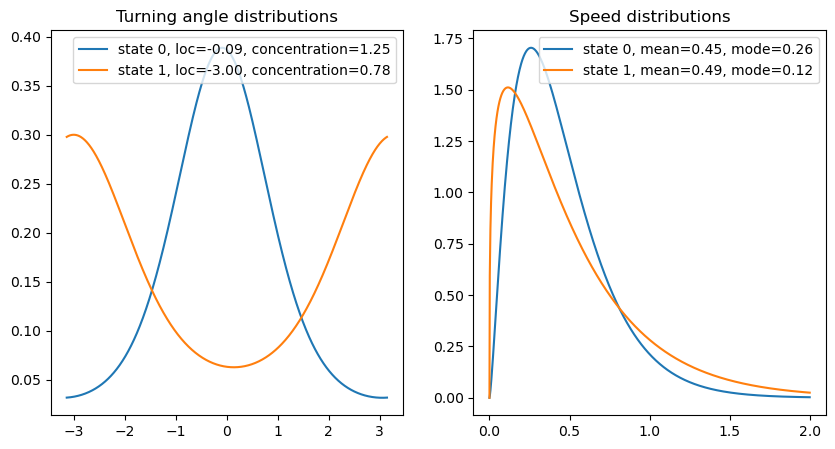 Turning angle distributions
state 0, loc=-0.09, concentration=1.25
state 1, loc=-3.00, concentration=0.78
0.40
0.35
0.30
0.25
0.20
0.15
0.10
0.05
−3 −2 −1 0 1 2 3
Speed distributions
state 0, mean=0.45, mode=0.26
state 1, mean=0.49, mode=0.12
1.75
1.50
1.25
1.00
0.75
0.50
0.25
0.00
0.0 0.5 1.0 1.5 2.0